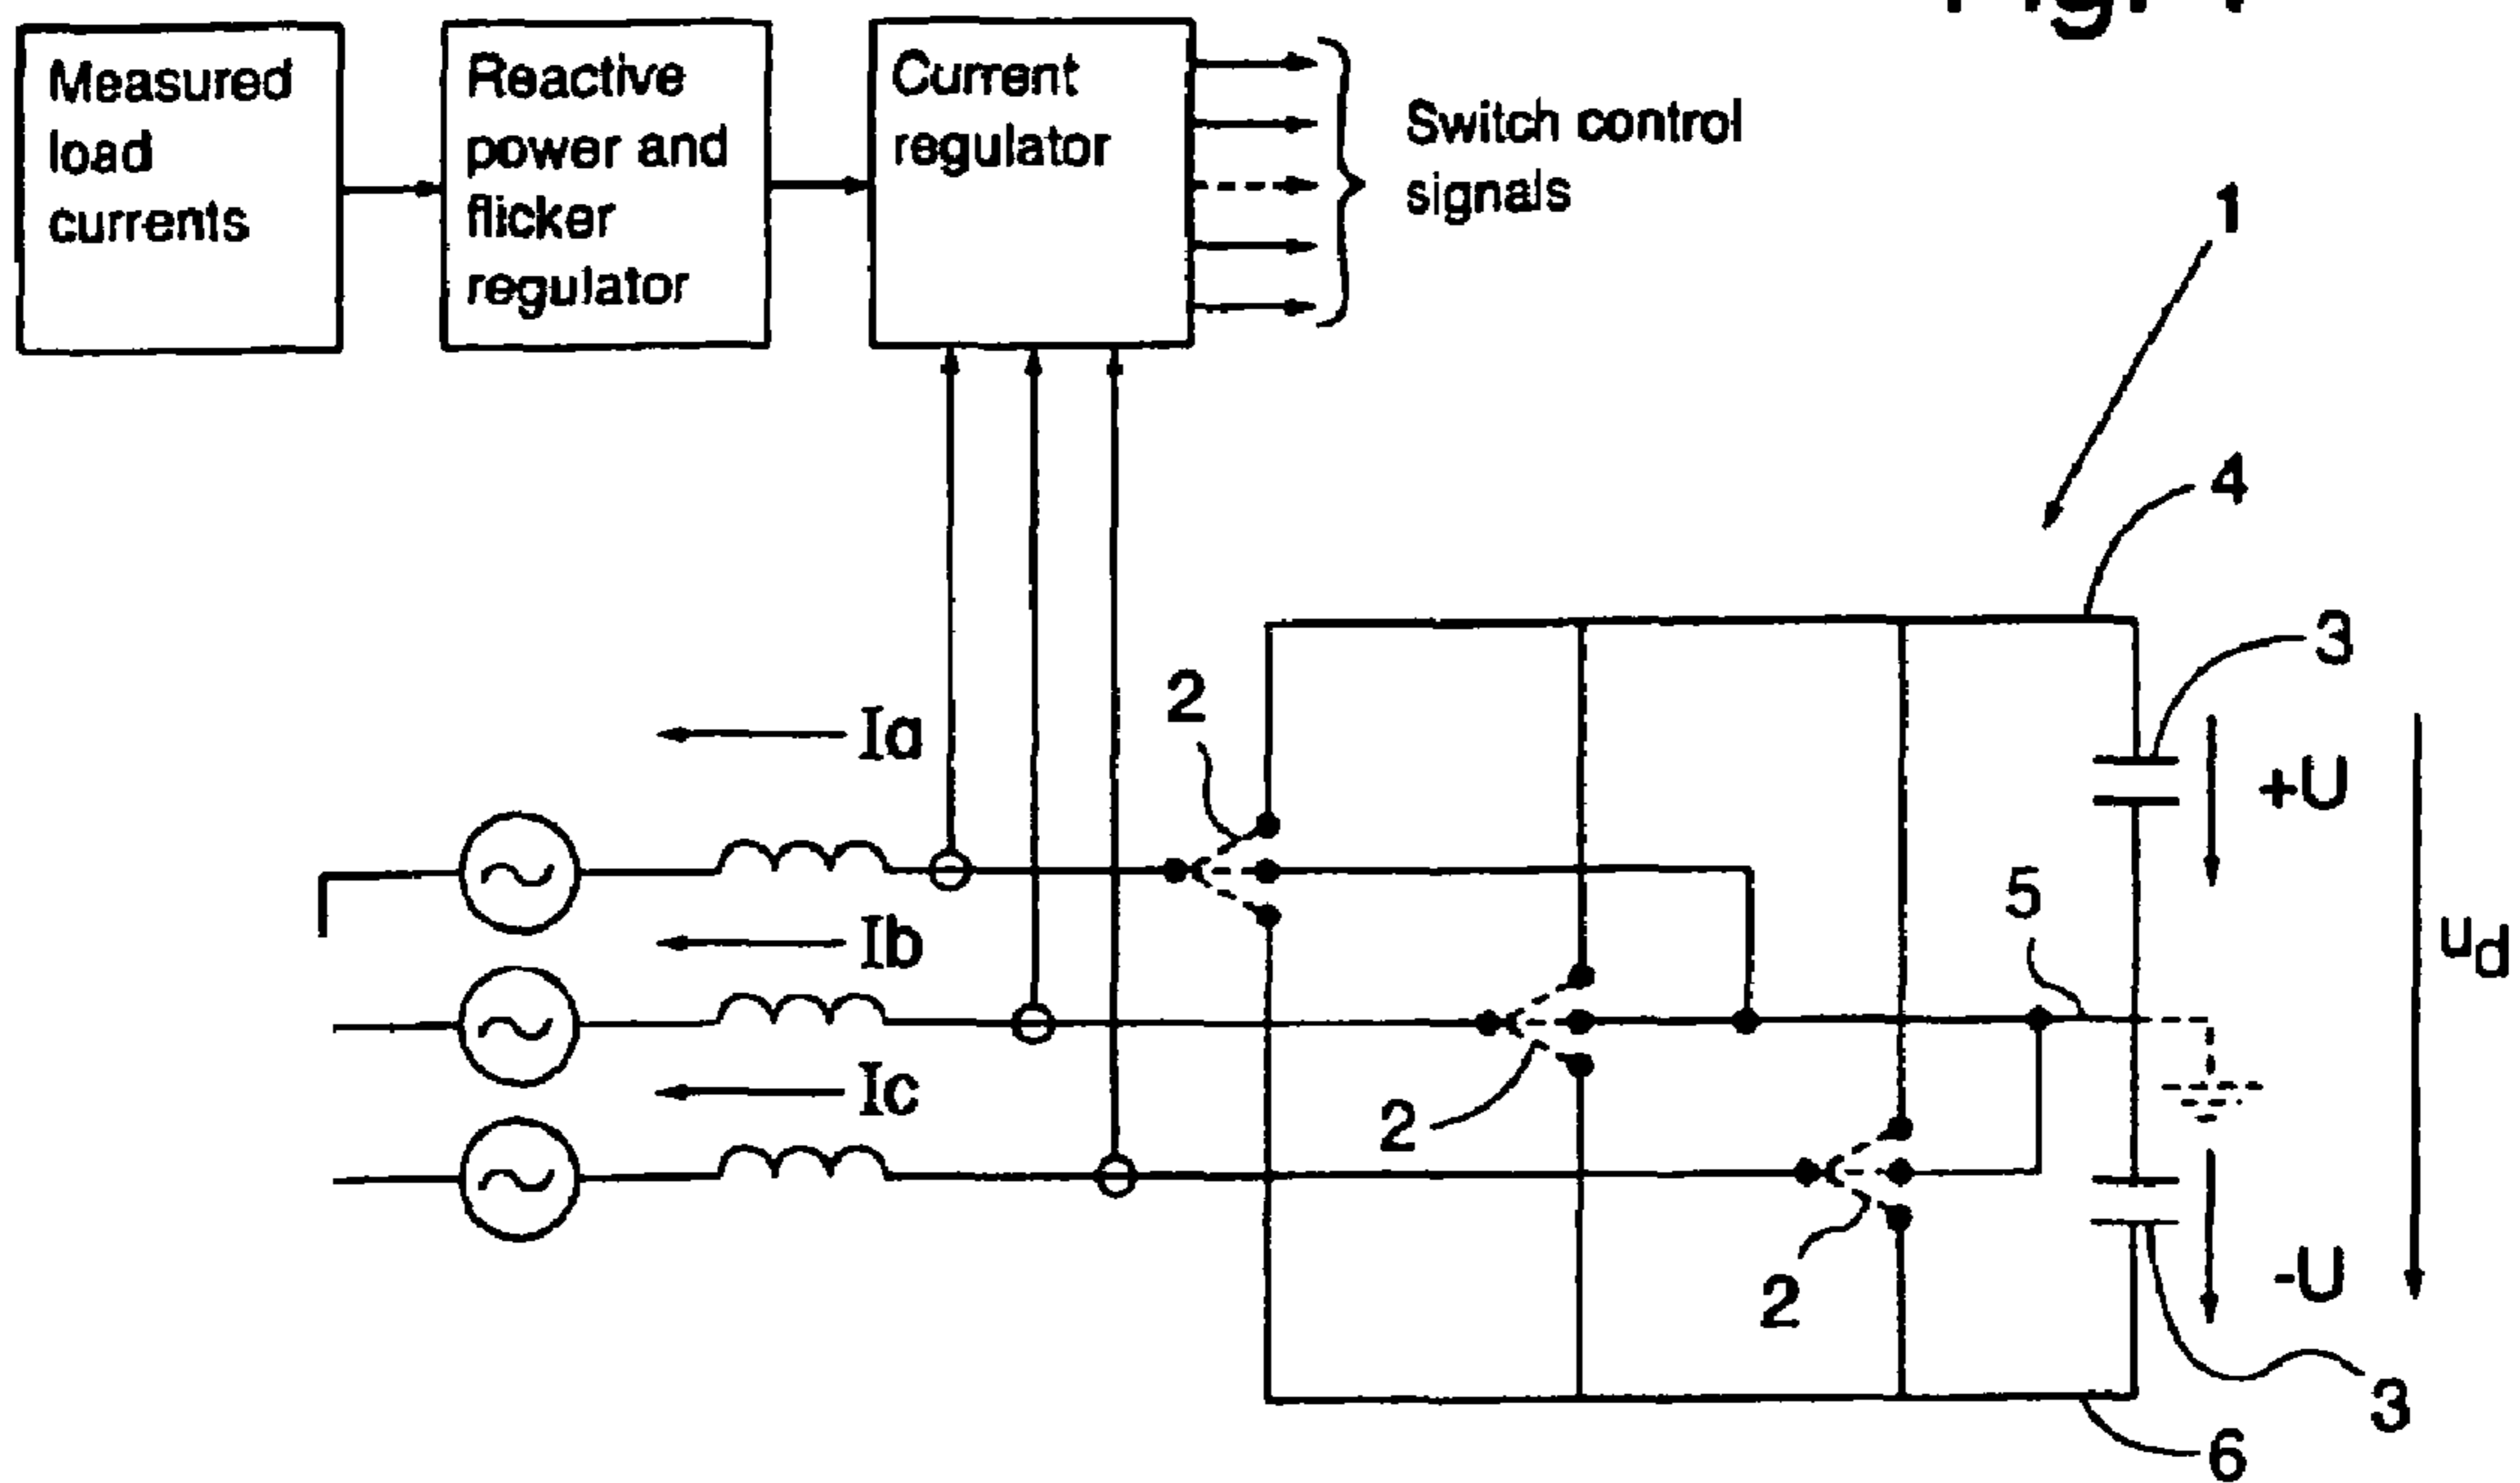 Measured
load
currents
Reactive
power and
flicker
regulator
Current
regulator
Switch control
signals
1
4
3
2
Ia
+U
5
Ib
ud
Ic
2
2
-U
3
6